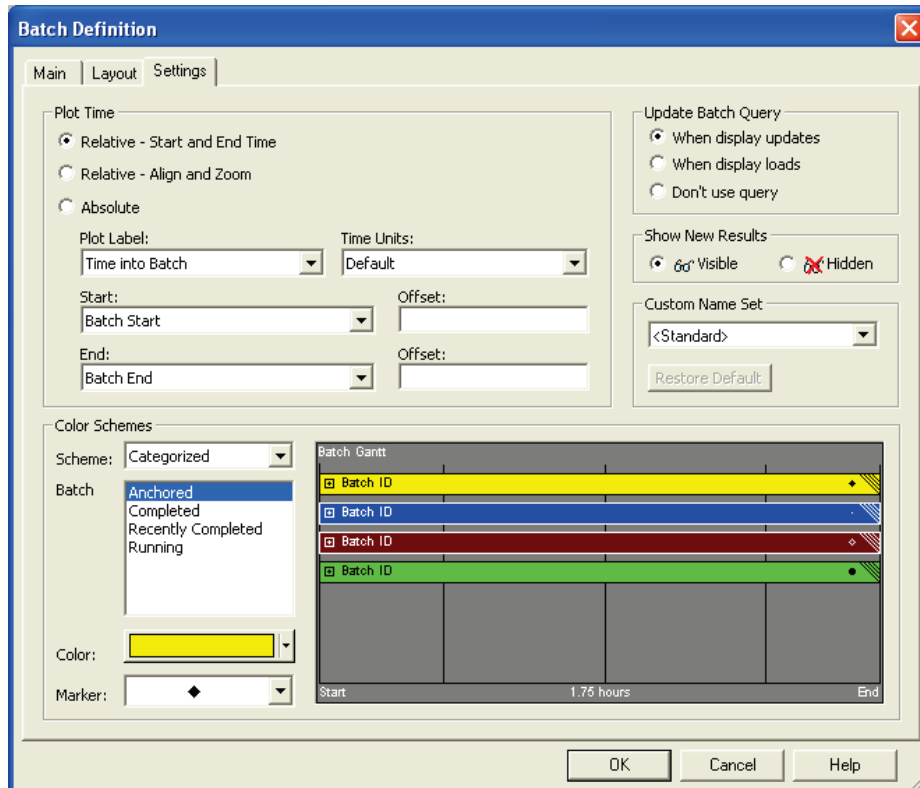 Batch Definition
Main Layout Settings
Plot Time
Relative - Start and End Time
Relative - Align and Zoom
Absolute
Plot Label: Time Units:
Time into Batch Default
Start: Offset:
Batch Start
End: Offset:
Batch End
Update Batch Query
When display updates
When display loads
Don't use query
Show New Results
Visible Hidden
Custom Name Set
<Standard>
Restore Default
Color Schemes
Scheme: Categorized
Batch
Anchored
Completed
Recently Completed
Running
Color:
Marker:
Batch Gantt
Batch ID
Batch ID
Batch ID
Batch ID
Start 1.75 hours End
OK Cancel Help